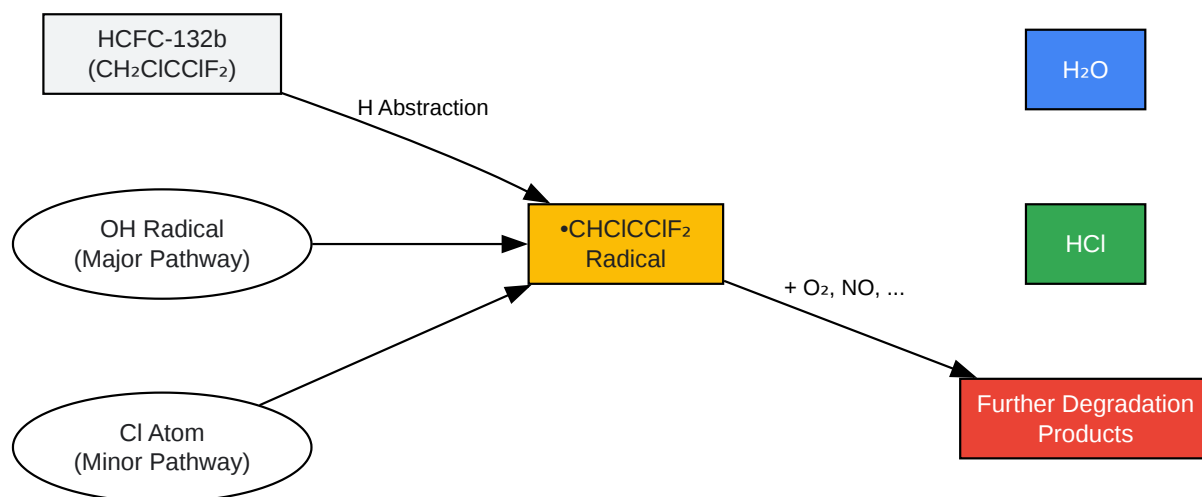 HCFC-132b
(CH₂ClCClF₂)
H₂O
H Abstraction
OH Radical
(Major Pathway)
•CHClCClF₂
Radical
HCl
+ O₂, NO, ...
Further Degradation
Products
Cl Atom
(Minor Pathway)